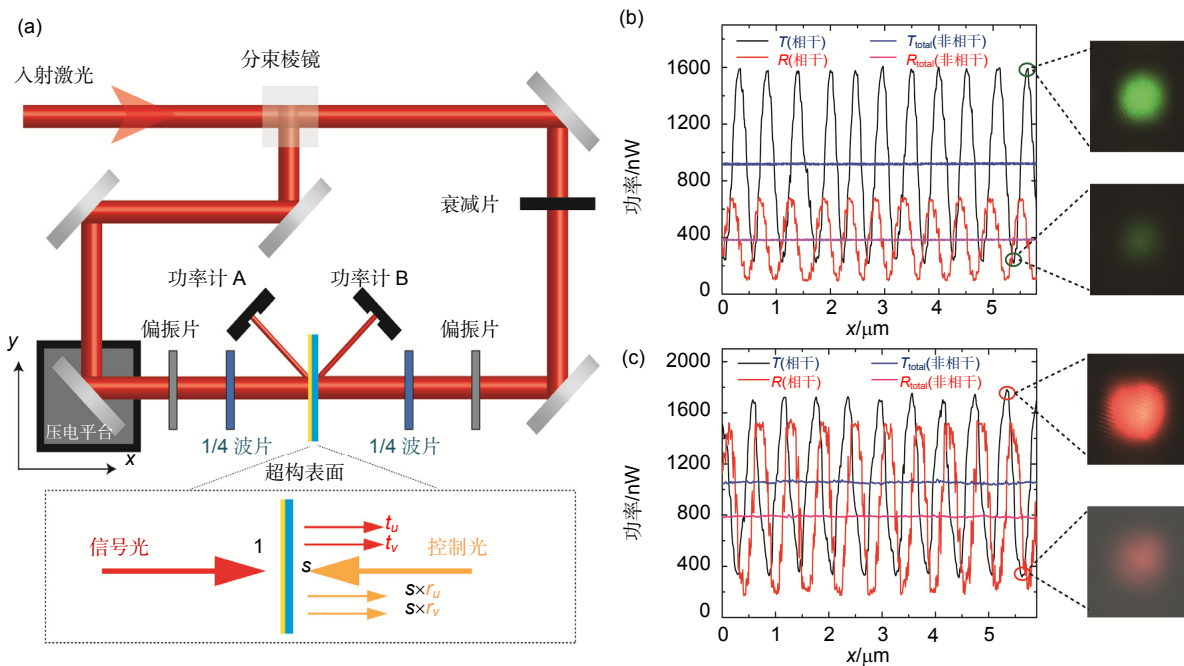 (a)
入射激光
分束棱镜
衰减片
功率计 A
功率计 B
偏振片
偏振片
y
压电平台
x
1/4 波片
1/4 波片
超构表面
信号光
1
t_u
t_v
s
控制光
s×r_u
s×r_v
(b)
T(相干)
T_total(非相干)
R(相干)
R_total(非相干)
1600
1200
800
400
0
功率/nW
0 1 2 3 4 5
x/μm
(c)
T(相干)
T_total(非相干)
R(相干)
R_total(非相干)
2000
1600
1200
800
400
0
功率/nW
0 1 2 3 4 5
x/μm